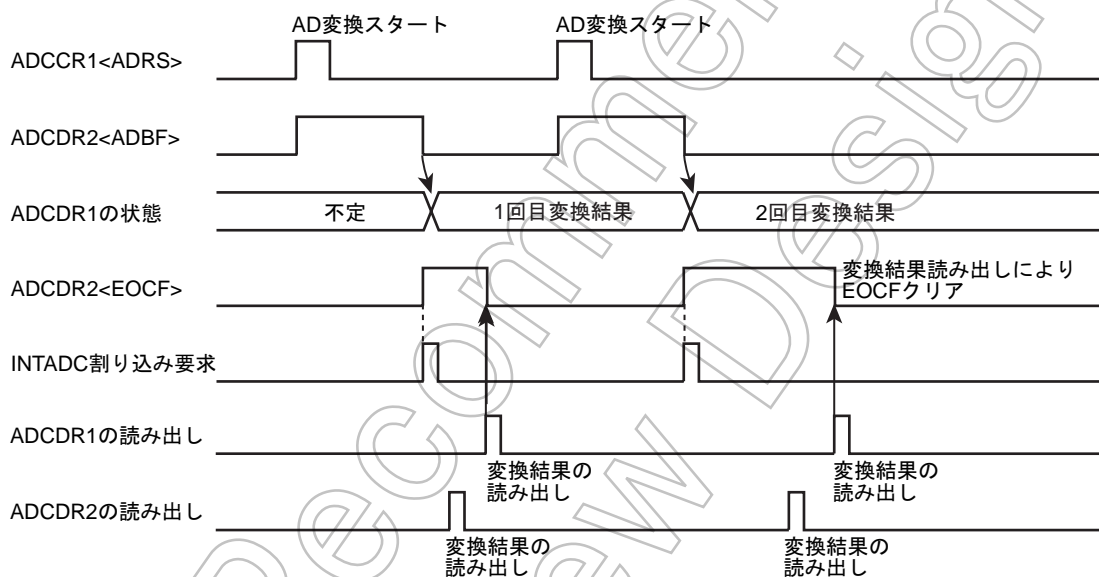 AD変換スタート
AD変換スタート
ADCCR1<ADRS>
ADCDR2<ADBF>
ADCDR1の状態
不定
1回目変換結果
2回目変換結果
ADCDR2<EOCF>
変換結果読み出しにより
EOCFクリア
INTADC割り込み要求
ADCDR1の読み出し
変換結果の
読み出し
変換結果の
読み出し
ADCDR2の読み出し
変換結果の
読み出し
変換結果の
読み出し